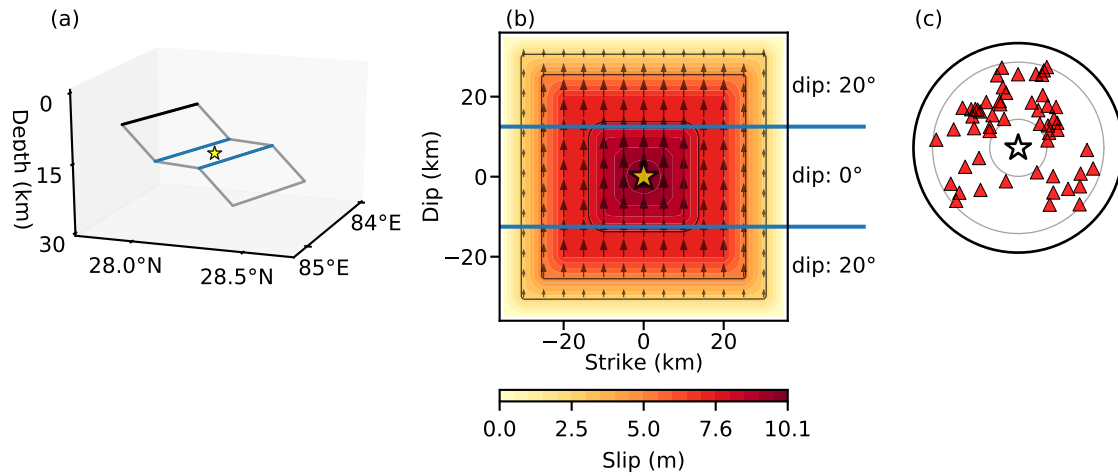 (a)
0
15
30
Depth (km)
28.0°N
28.5°N
85°E
84°E
(b)
20
0
−20
Dip (km)
−20
0
20
Strike (km)
dip: 20°
dip: 0°
dip: 20°
0.0
2.5
5.0
7.6
10.1
Slip (m)
(c)